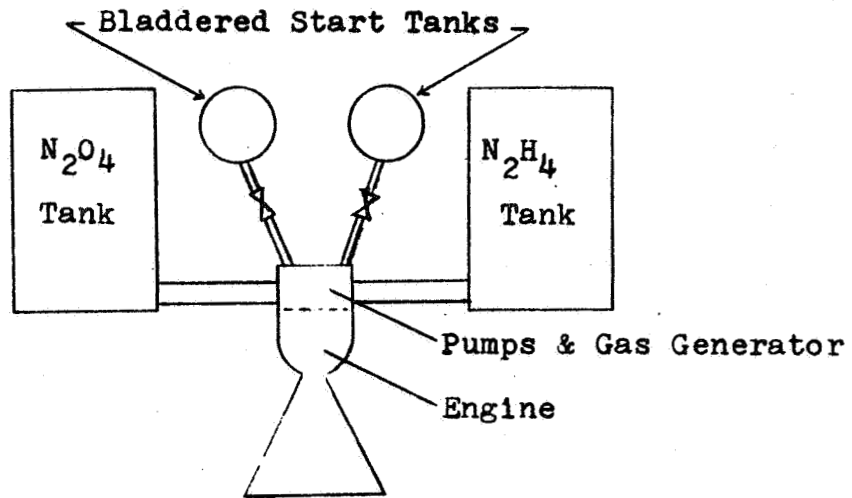 Bladdered Start Tanks
N₂O₄
Tank
N₂H₄
Tank
Pumps & Gas Generator
Engine